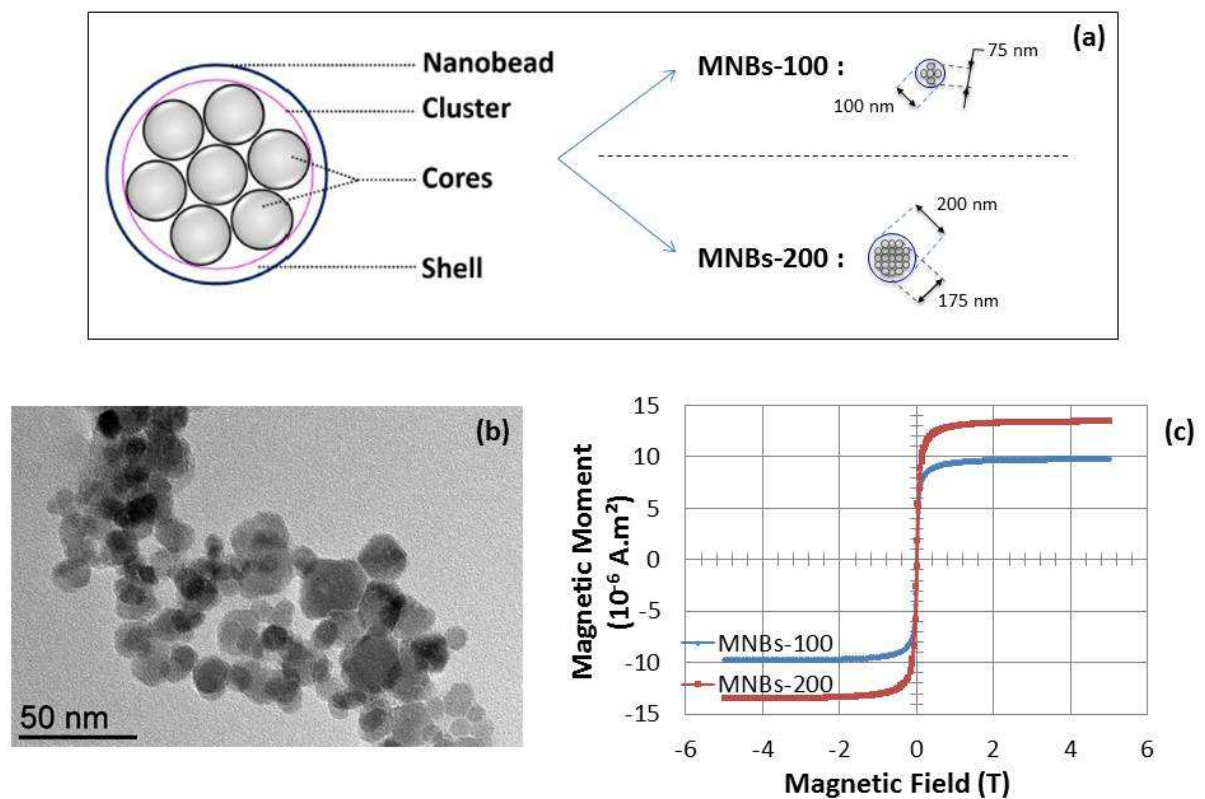 (a)
Nanobead
Cluster
Cores
Shell
MNBs-100 :
75 nm
100 nm
MNBs-200 :
200 nm
175 nm
(b)
50 nm
(c)
Magnetic Moment
(10⁻⁶ A.m²)
15
10
5
0
-5
-10
-15
MNBs-100
MNBs-200
-6 -4 -2 0 2 4 6
Magnetic Field (T)